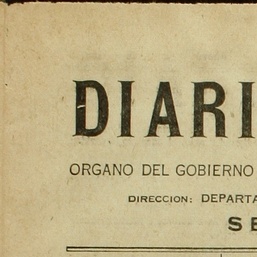 DIARI
ORGANO DEL GOBIERNO
DIRECCION: DEPARTA
SE